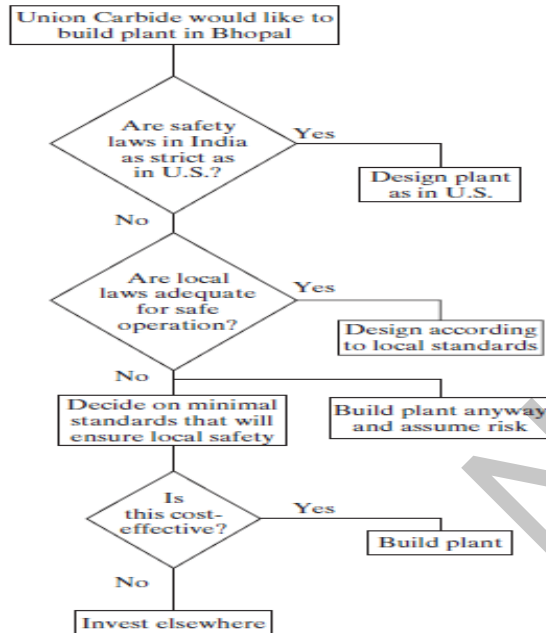 Union Carbide would like to
build plant in Bhopal
Are safety
laws in India
as strict as
in U.S.?
Yes
Design plant
as in U.S.
No
Are local
laws adequate
for safe
operation?
Yes
Design according
to local standards
No
Decide on minimal
standards that will
ensure local safety
Build plant anyway
and assume risk
Is
this cost-
effective?
Yes
Build plant
No
Invest elsewhere